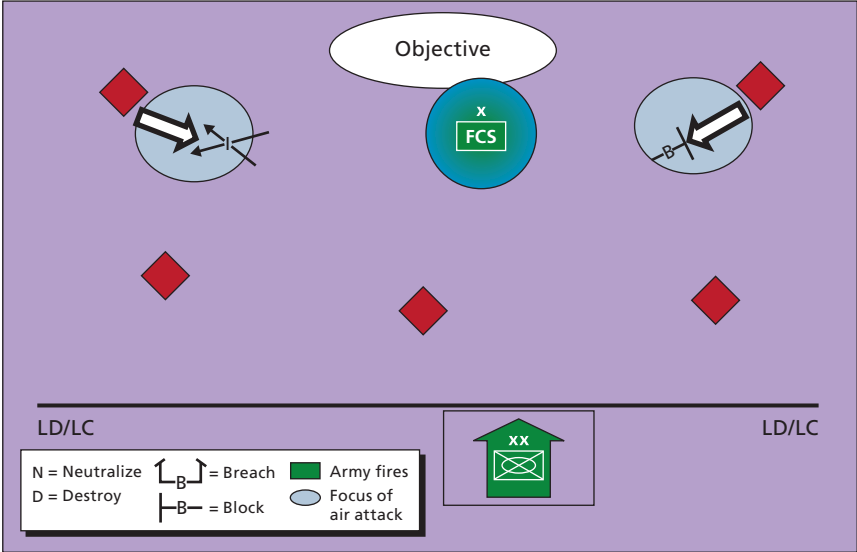 Objective
x
FCS
I
B
LD/LC
LD/LC
xx
N = Neutralize
D = Destroy
B = Breach
B = Block
Army fires
Focus of
air attack